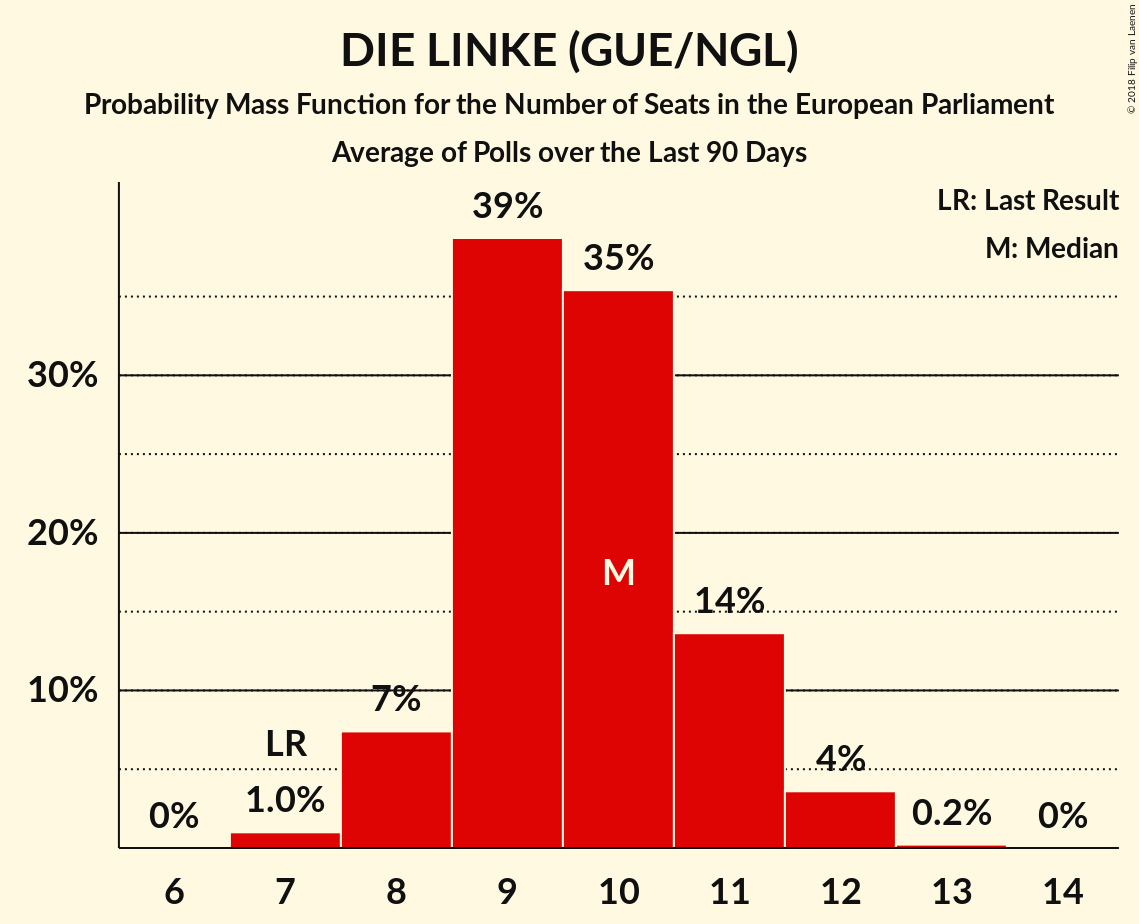 DIE LINKE (GUE/NGL)
Probability Mass Function for the Number of Seats in the European Parliament
Average of Polls over the Last 90 Days
© 2018 Filip van Laenen
LR: Last Result
M: Median
39%
35%
30%
20%
M
14%
10%
7%
LR
4%
0%
1.0%
0.2%
0%
6 7 8 9 10 11 12 13 14